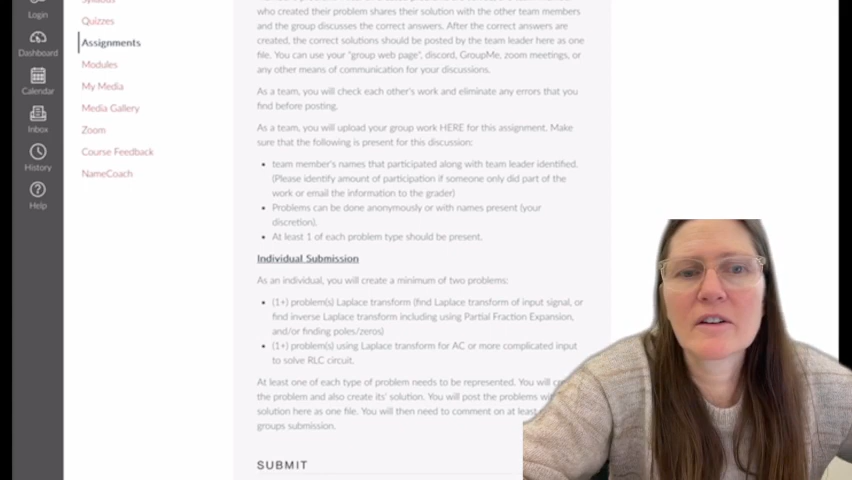 Login
Dashboard
Calendar
Inbox
History
Help
Syllabus
Quizzes
Assignments
Modules
My Media
Media Gallery
Zoom
Course Feedback
NameCoach
who created their problem shares their solution with the other team members
and the group discusses the correct answers. After the correct answers are
created, the correct solutions should be posted by the team leader here as one
file. You can use your "group web page", discord, GroupMe, zoom meetings, or
any other means of communication for your discussions.
As a team, you will check each other's work and eliminate any errors that you
find before posting.
As a team, you will upload your group work HERE for this assignment. Make
sure that the following is present for this discussion:
• team member's names that participated along with team leader identified.
(Please identify amount of participation if someone only did part of the
work or email the information to the grader)
• Problems can be done anonymously or with names present (your
discretion).
• At least 1 of each problem type should be present.
Individual Submission
As an individual, you will create a minimum of two problems:
• (1+) problem(s) Laplace transform (find Laplace transform of input signal, or
find inverse Laplace transform including using Partial Fraction Expansion,
and/or finding poles/zeros)
• (1+) problem(s) using Laplace transform for AC or more complicated input
to solve RLC circuit.
At least one of each type of problem needs to be represented. You will
the problem and also create its' solution. You will post the problems
solution here as one file. You will then need to comment on at least
groups submission.
SUBMIT